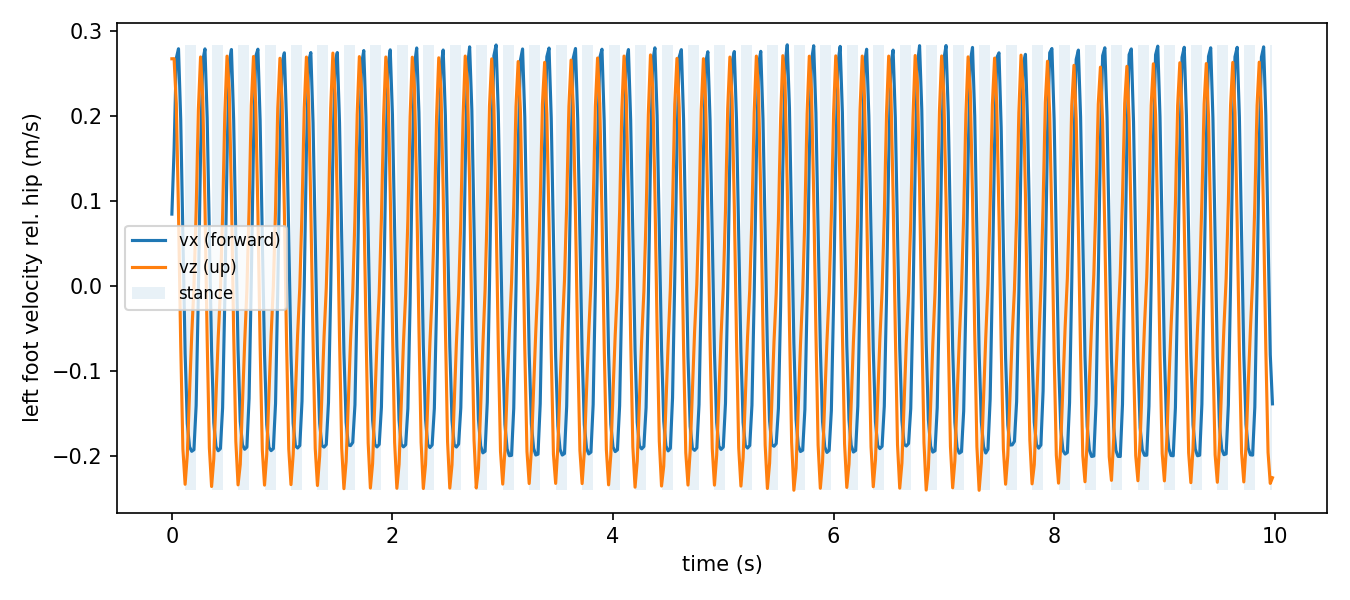 left foot velocity rel. hip (m/s)
0.3
0.2
0.1
0.0
−0.1
−0.2
vx (forward)
vz (up)
stance
0 2 4 6 8 10
time (s)